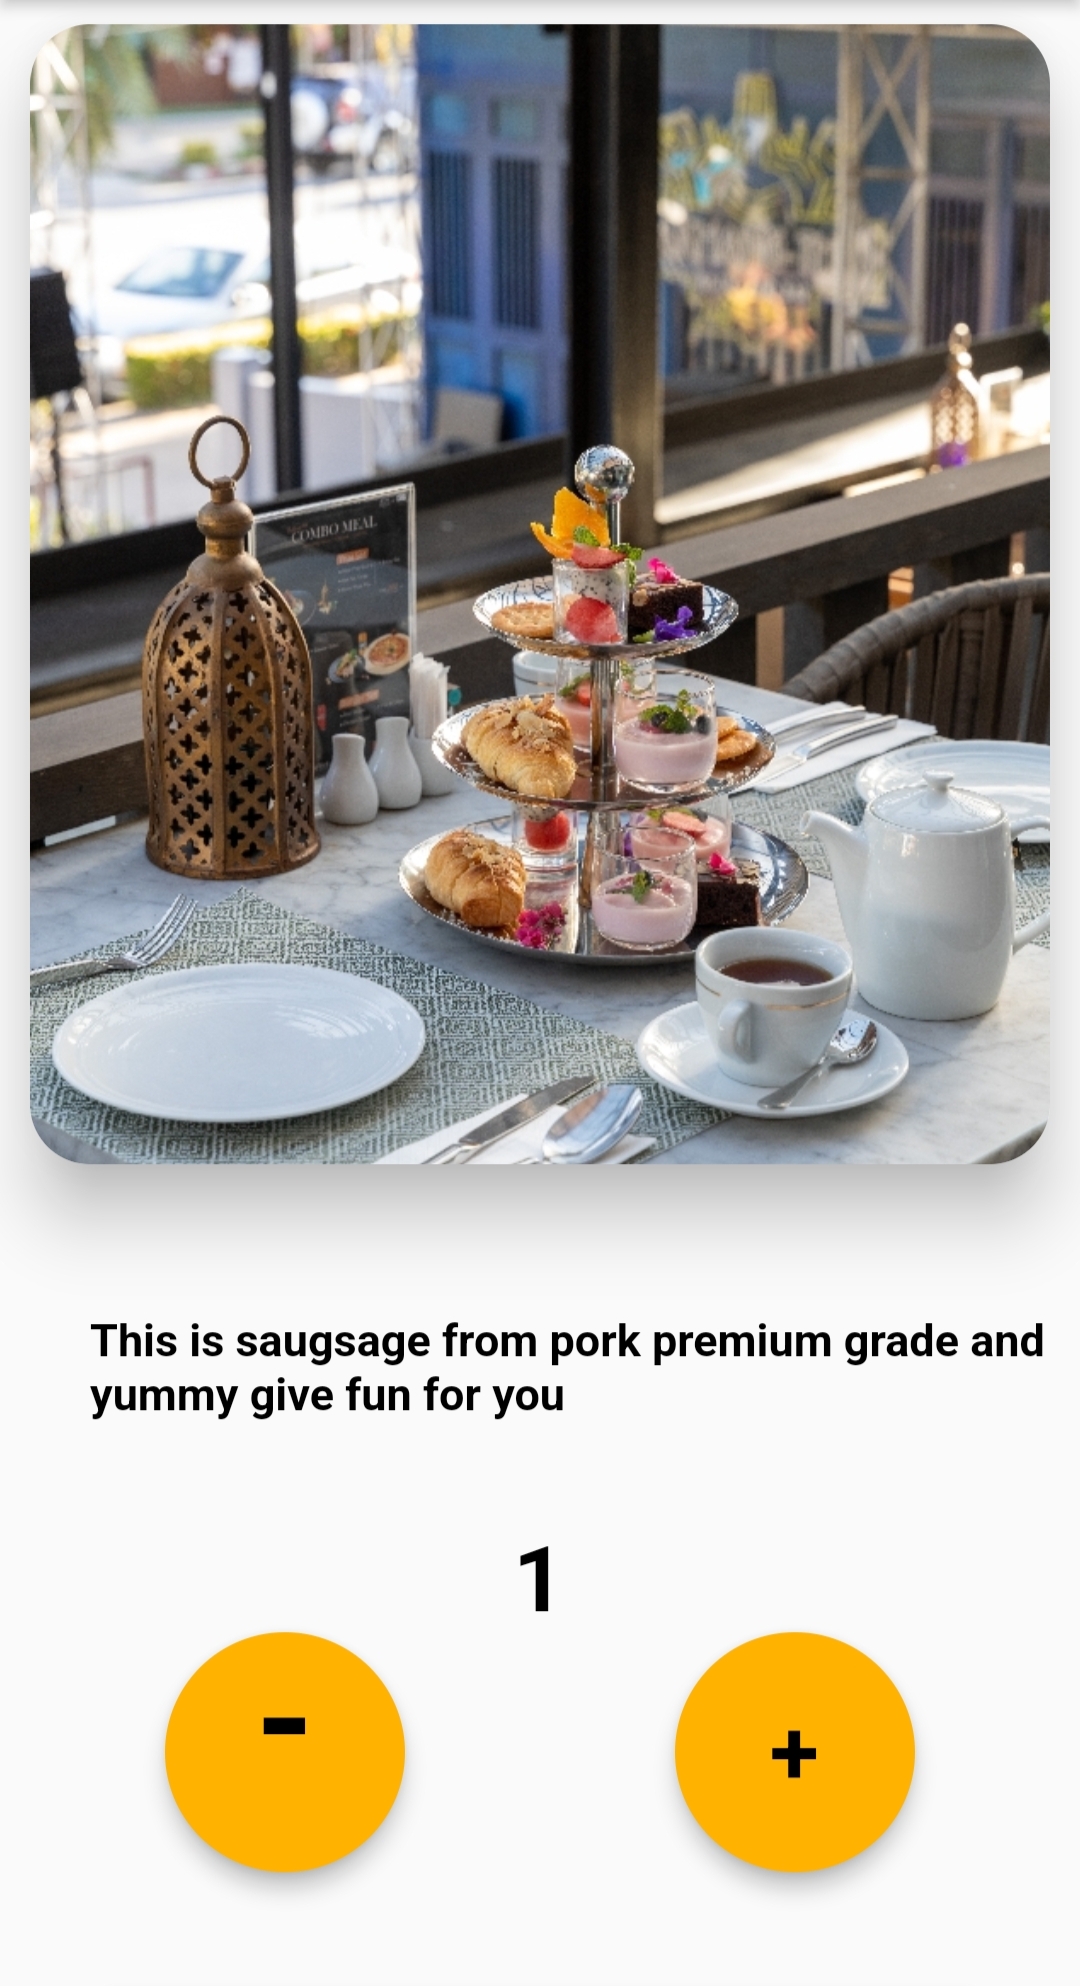 COMBO MEAL
This is saugsage from pork premium grade and
yummy give fun for you
1
-
+